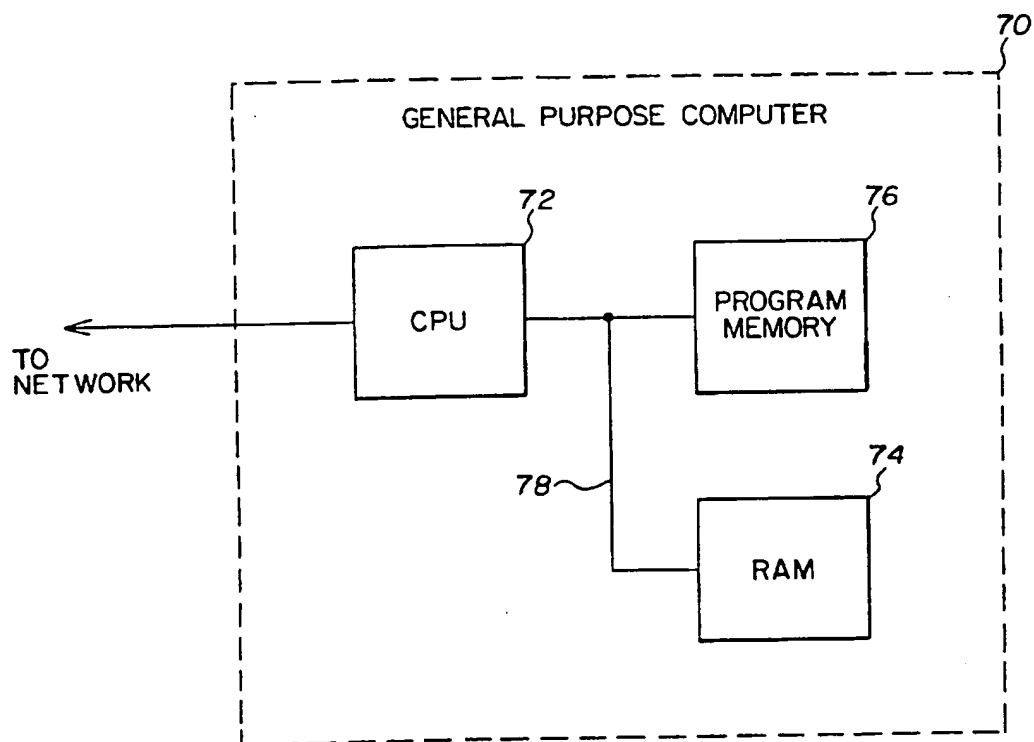 70
GENERAL PURPOSE COMPUTER
72
76
CPU
PROGRAM
MEMORY
TO
NETWORK
78
74
RAM